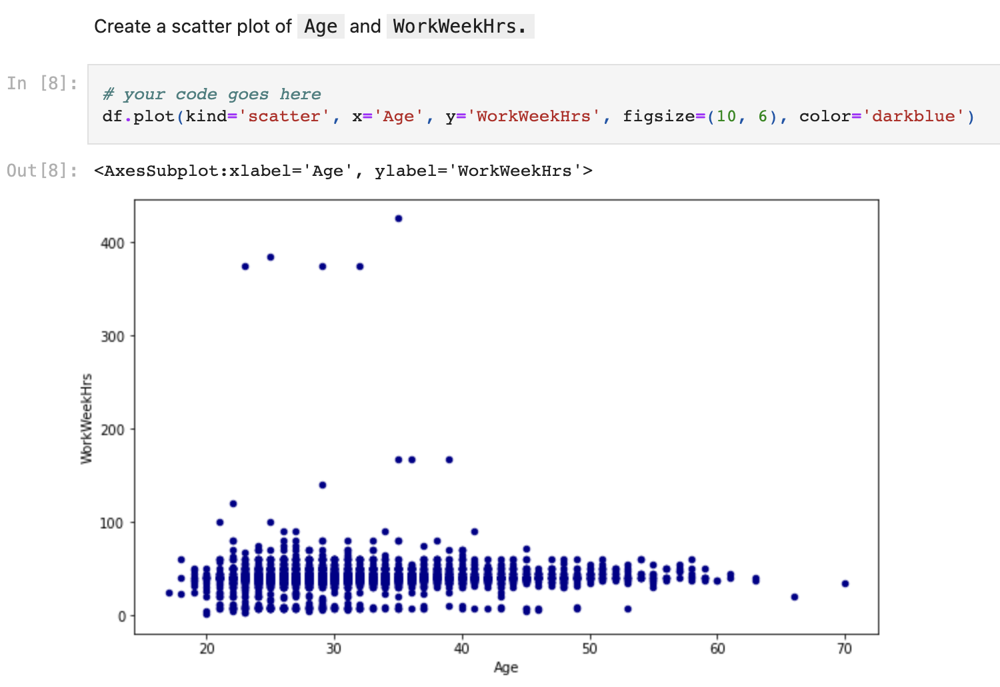 Create a scatter plot of Age and WorkWeekHrs.
In [8]:
# your code goes here
df.plot(kind='scatter', x='Age', y='WorkWeekHrs', figsize=(10, 6), color='darkblue')
Out[8]: <AxesSubplot:xlabel='Age', ylabel='WorkWeekHrs'>
400
300
200
100
0
WorkWeekHrs
20 30 40 50 60 70
Age